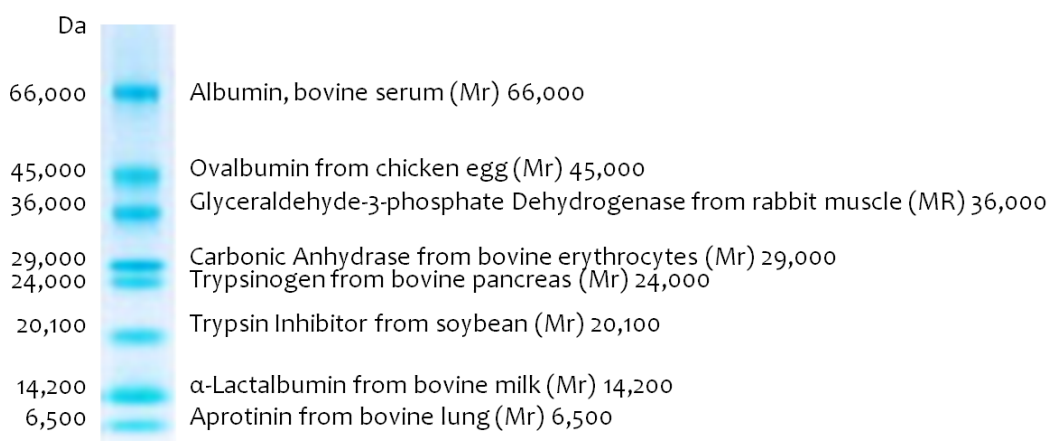 Da
66,000 Albumin, bovine serum (Mr) 66,000
45,000 Ovalbumin from chicken egg (Mr) 45,000
36,000 Glyceraldehyde-3-phosphate Dehydrogenase from rabbit muscle (MR) 36,000
29,000 Carbonic Anhydrase from bovine erythrocytes (Mr) 29,000
24,000 Trypsinogen from bovine pancreas (Mr) 24,000
20,100 Trypsin Inhibitor from soybean (Mr) 20,100
14,200 α-Lactalbumin from bovine milk (Mr) 14,200
6,500 Aprotinin from bovine lung (Mr) 6,500